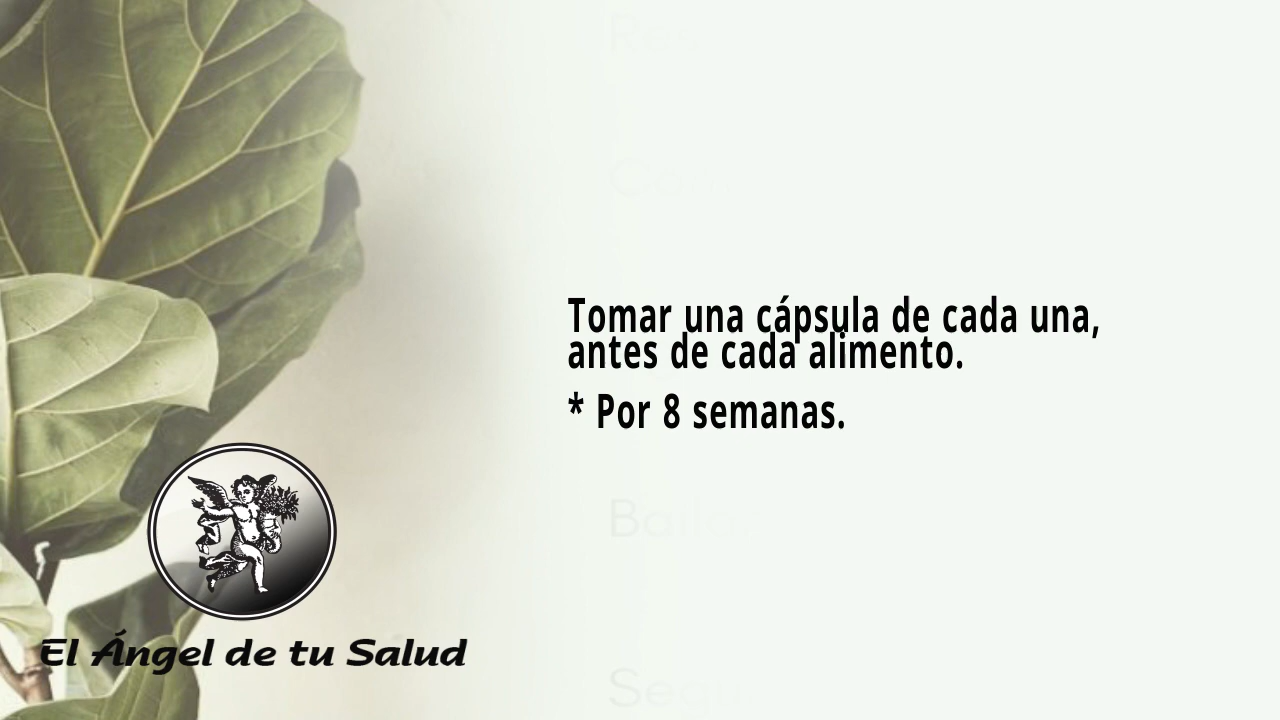 Tomar una cápsula de cada una,
antes de cada alimento.
* Por 8 semanas.
El Ángel de tu Salud